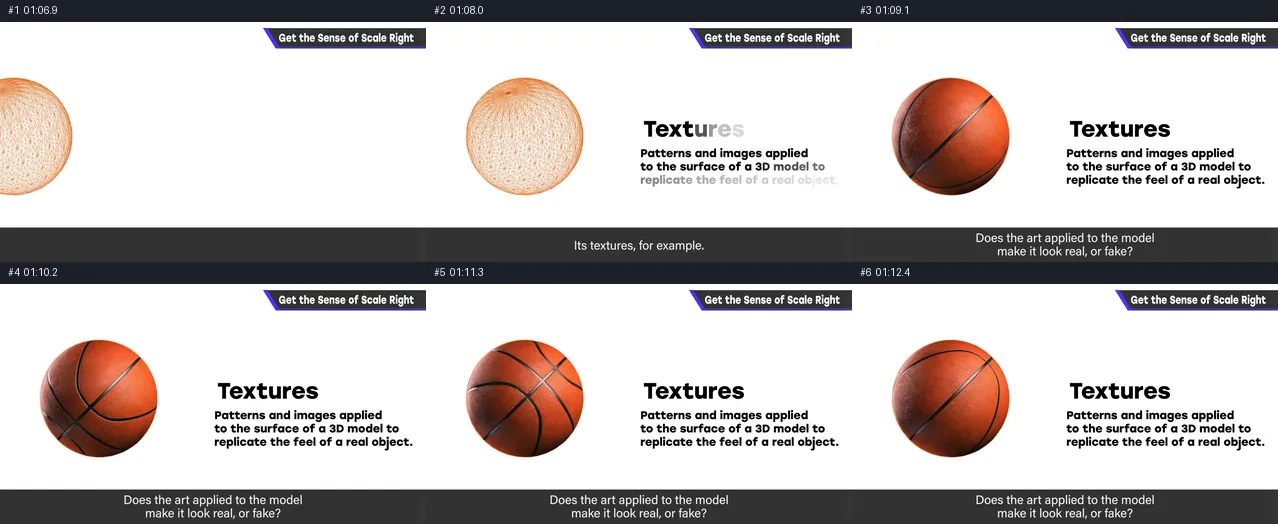 #1 01:06.9
Get the Sense of Scale Right
#2 01:08.0
Get the Sense of Scale Right
Textures
Patterns and images applied
to the surface of a 3D model to
replicate the feel of a real object.
Its textures, for example.
#3 01:09.1
Get the Sense of Scale Right
Textures
Patterns and images applied
to the surface of a 3D model to
replicate the feel of a real object.
Does the art applied to the model
make it look real, or fake?
#4 01:10.2
Get the Sense of Scale Right
Textures
Patterns and images applied
to the surface of a 3D model to
replicate the feel of a real object.
Does the art applied to the model
make it look real, or fake?
#5 01:11.3
Get the Sense of Scale Right
Textures
Patterns and images applied
to the surface of a 3D model to
replicate the feel of a real object.
Does the art applied to the model
make it look real, or fake?
#6 01:12.4
Get the Sense of Scale Right
Textures
Patterns and images applied
to the surface of a 3D model to
replicate the feel of a real object.
Does the art applied to the model
make it look real, or fake?